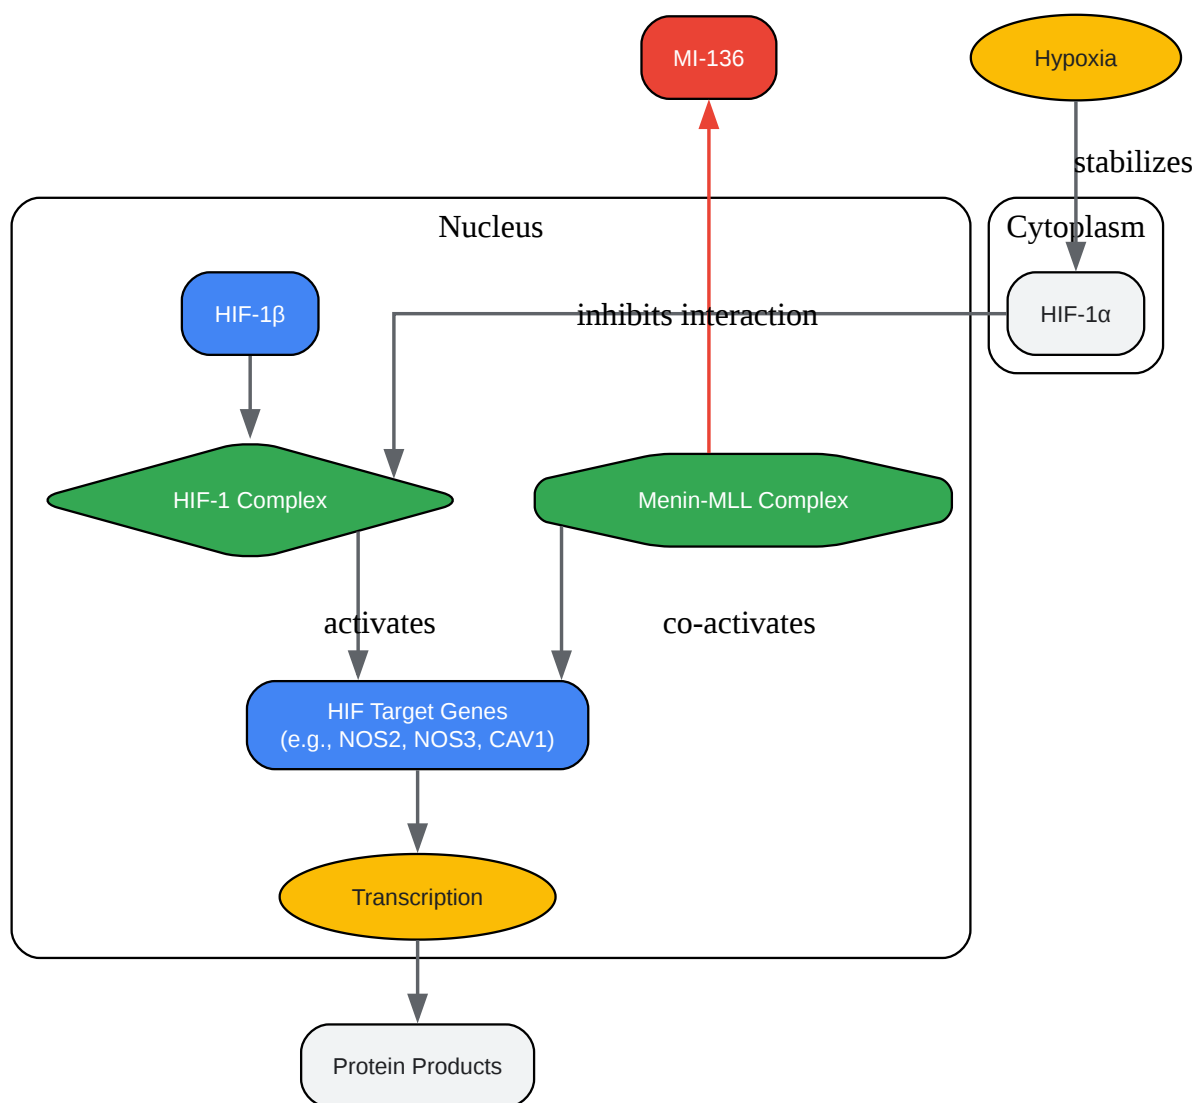 MI-136
Hypoxia
stabilizes
Nucleus
Cytoplasm
HIF-1β
inhibits interaction
HIF-1α
HIF-1 Complex
Menin-MLL Complex
activates
co-activates
HIF Target Genes
(e.g., NOS2, NOS3, CAV1)
Transcription
Protein Products